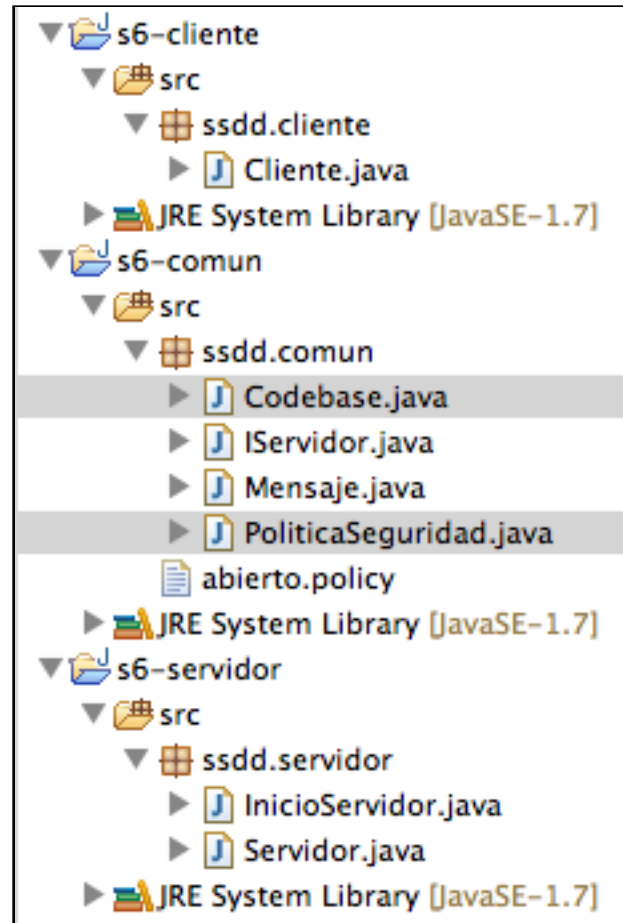 s6-cliente
src
ssdd.cliente
Cliente.java
JRE System Library [JavaSE-1.7]
s6-comun
src
ssdd.comun
Codebase.java
IServidor.java
Mensaje.java
PoliticaSeguridad.java
abierto.policy
JRE System Library [JavaSE-1.7]
s6-servidor
src
ssdd.servidor
InicioServidor.java
Servidor.java
JRE System Library [JavaSE-1.7]